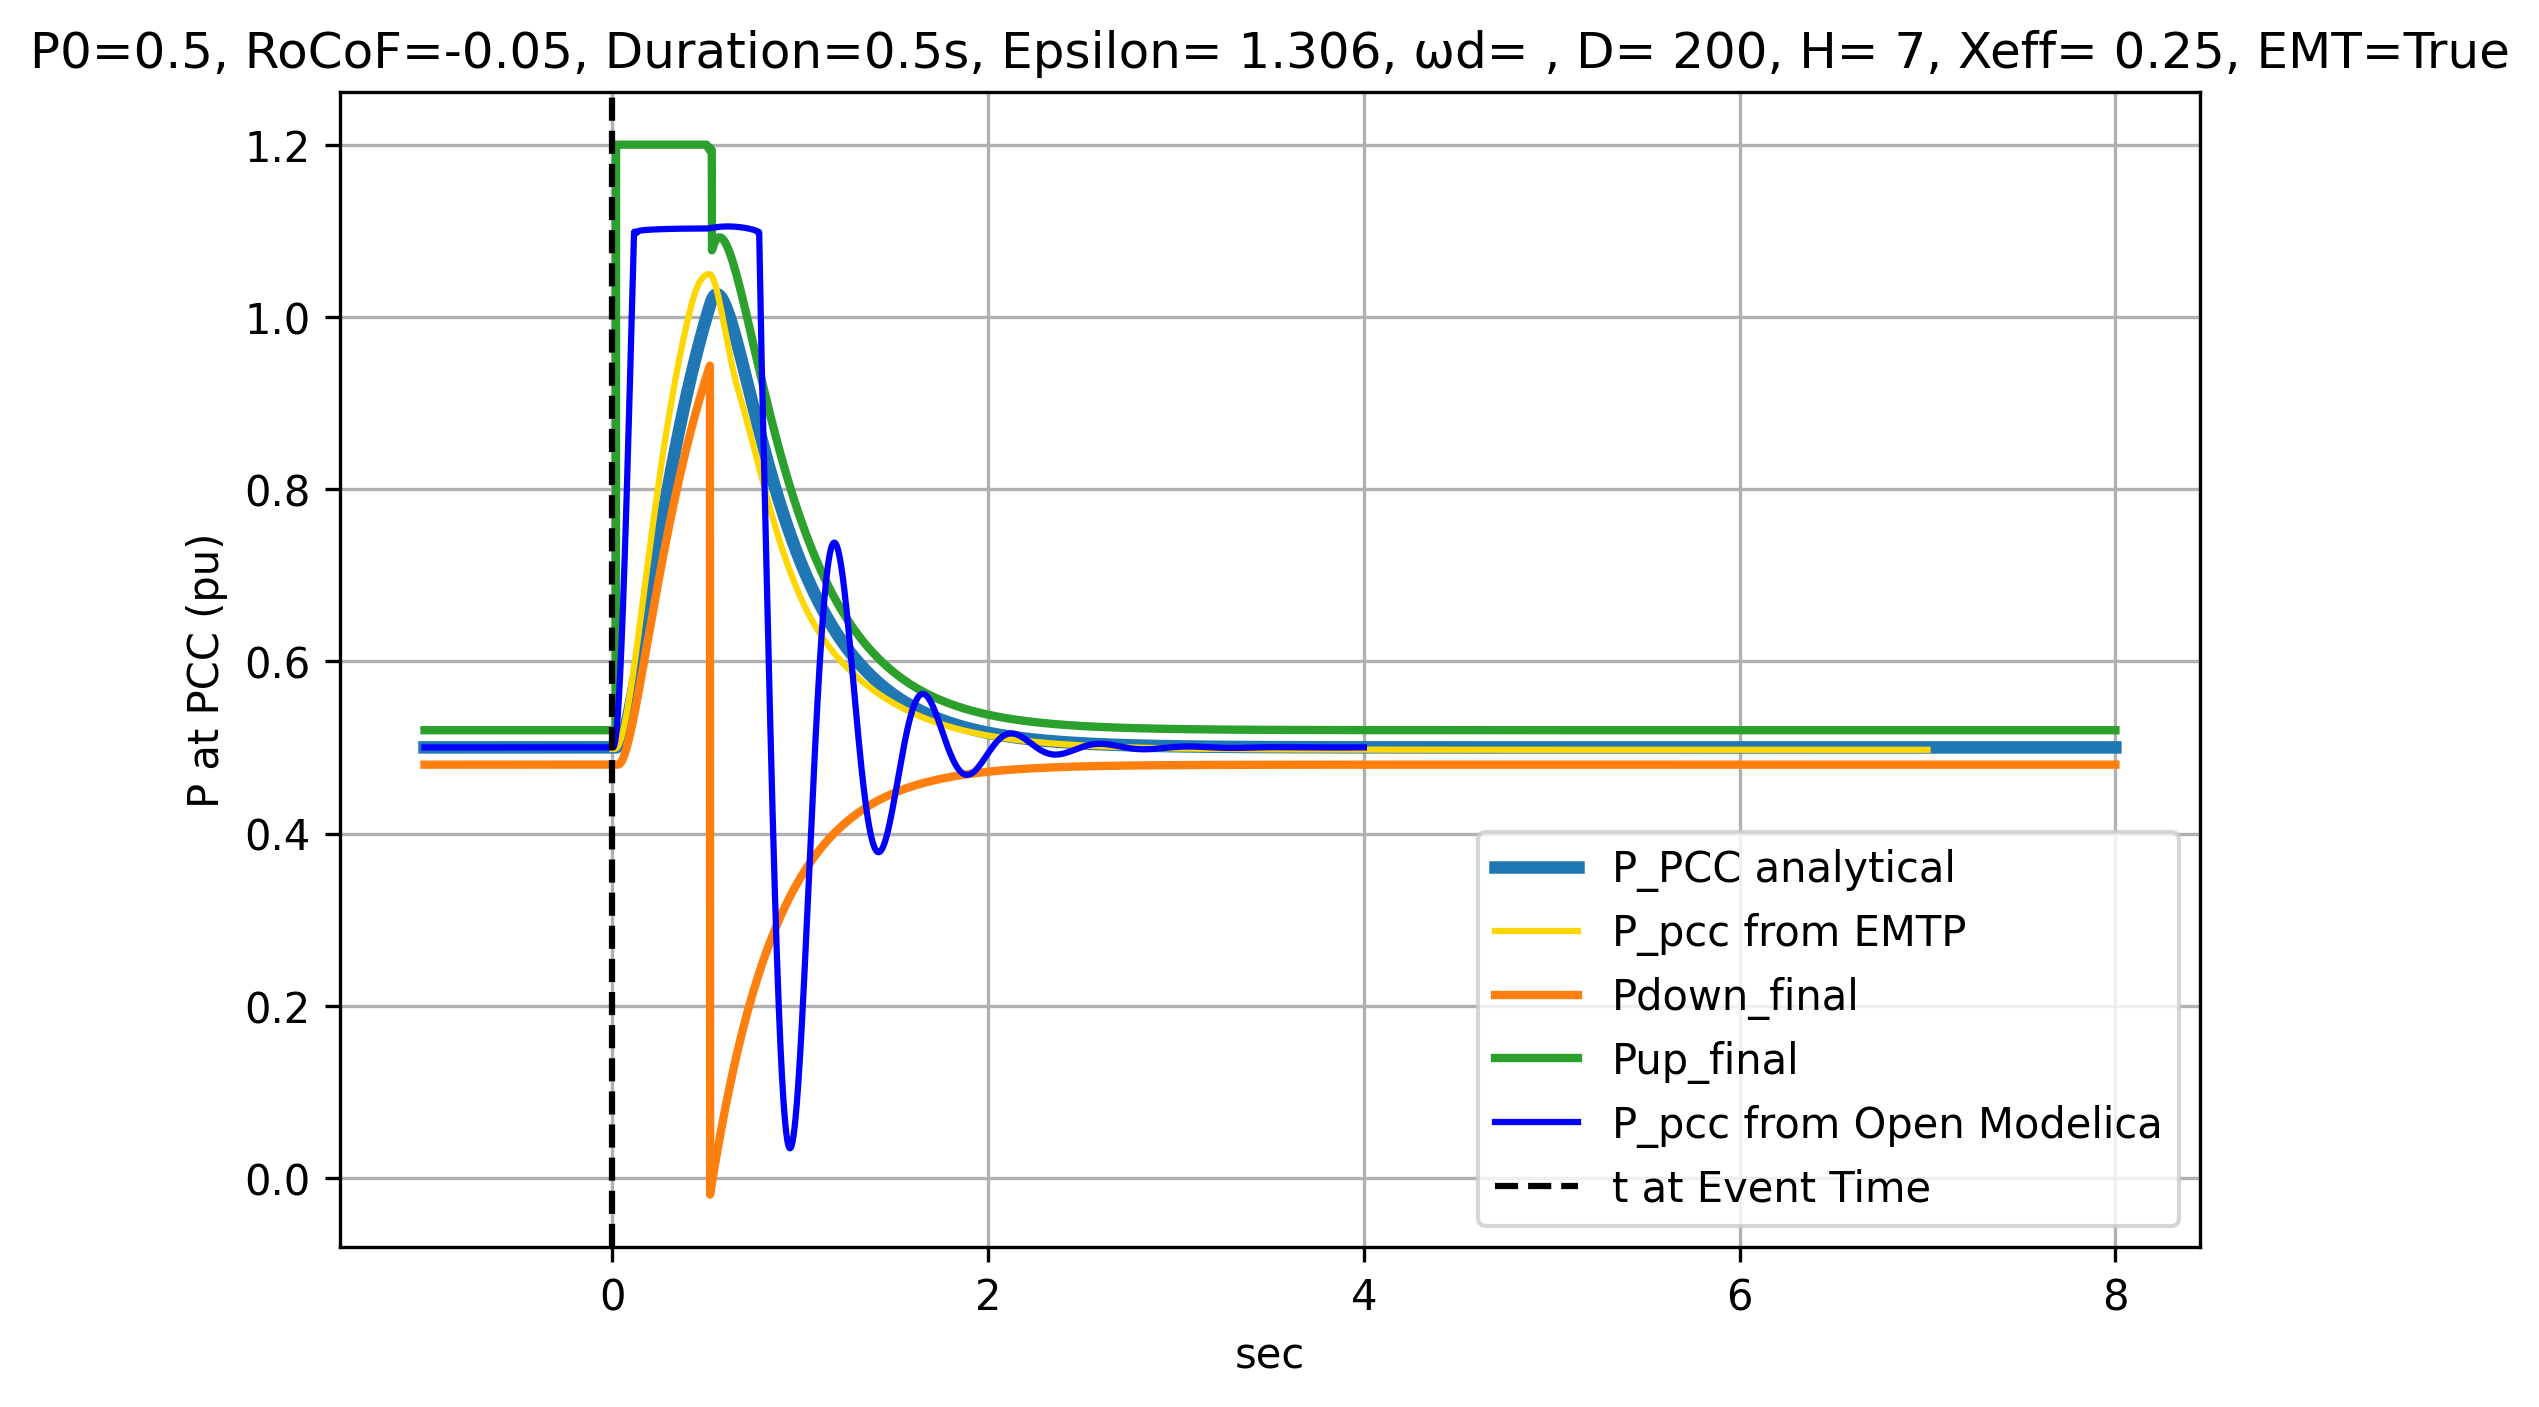 P0=0.5, RoCoF=-0.05, Duration=0.5s, Epsilon= 1.306, ωd= , D= 200, H= 7, Xeff= 0.25, EMT=True
1.2
1.0
0.8
0.6
0.4
0.2
0.0
P at PCC (pu)
P_PCC analytical
P_pcc from EMTP
Pdown_final
Pup_final
P_pcc from Open Modelica
t at Event Time
0 2 4 6 8
sec